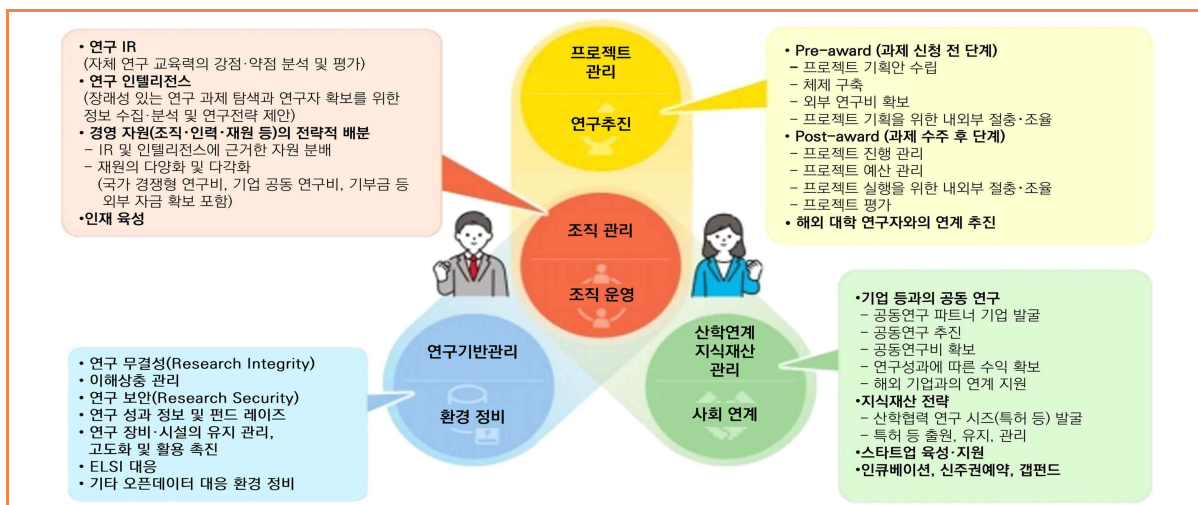 • 연구 IR
(자체 연구 교육력의 강점·약점 분석 및 평가)
• 연구 인텔리전스
(장래성 있는 연구 과제 탐색과 연구자 확보를 위한
정보 수집·분석 및 연구전략 제안)
• 경영 자원(조직·인력·재원 등)의 전략적 배분
– IR 및 인텔리전스에 근거한 자원 분배
– 재원의 다양화 및 다각화
(국가 경쟁형 연구비, 기업 공동 연구비, 기부금 등
외부 자금 확보 포함)
•인재 육성
프로젝트
관리
연구추진
• Pre-award (과제 신청 전 단계)
– 프로젝트 기획안 수립
– 체제 구축
– 외부 연구비 확보
– 프로젝트 기획을 위한 내외부 절충·조율
• Post-award (과제 수주 후 단계)
– 프로젝트 진행 관리
– 프로젝트 예산 관리
– 프로젝트 실행을 위한 내외부 절충·조율
– 프로젝트 평가
• 해외 대학 연구자와의 연계 추진
조직 관리
조직 운영
연구기반관리
환경 정비
산학연계
지식재산
관리
사회 연계
• 연구 무결성(Research Integrity)
• 이해상충 관리
• 연구 보안(Research Security)
• 연구 성과 정보 및 펀드 레이즈
• 연구 장비·시설의 유지 관리,
고도화 및 활용 촉진
• ELSI 대응
• 기타 오픈데이터 대응 환경 정비
•기업 등과의 공동 연구
– 공동연구 파트너 기업 발굴
– 공동연구 추진
– 공동연구비 확보
– 연구성과에 따른 수익 확보
– 해외 기업과의 연계 지원
•지식재산 전략
– 산학협력 연구 시즈(특허 등) 발굴
– 특허 등 출원, 유지, 관리
•스타트업 육성·지원
•인큐베이션, 신주권예약, 갭펀드